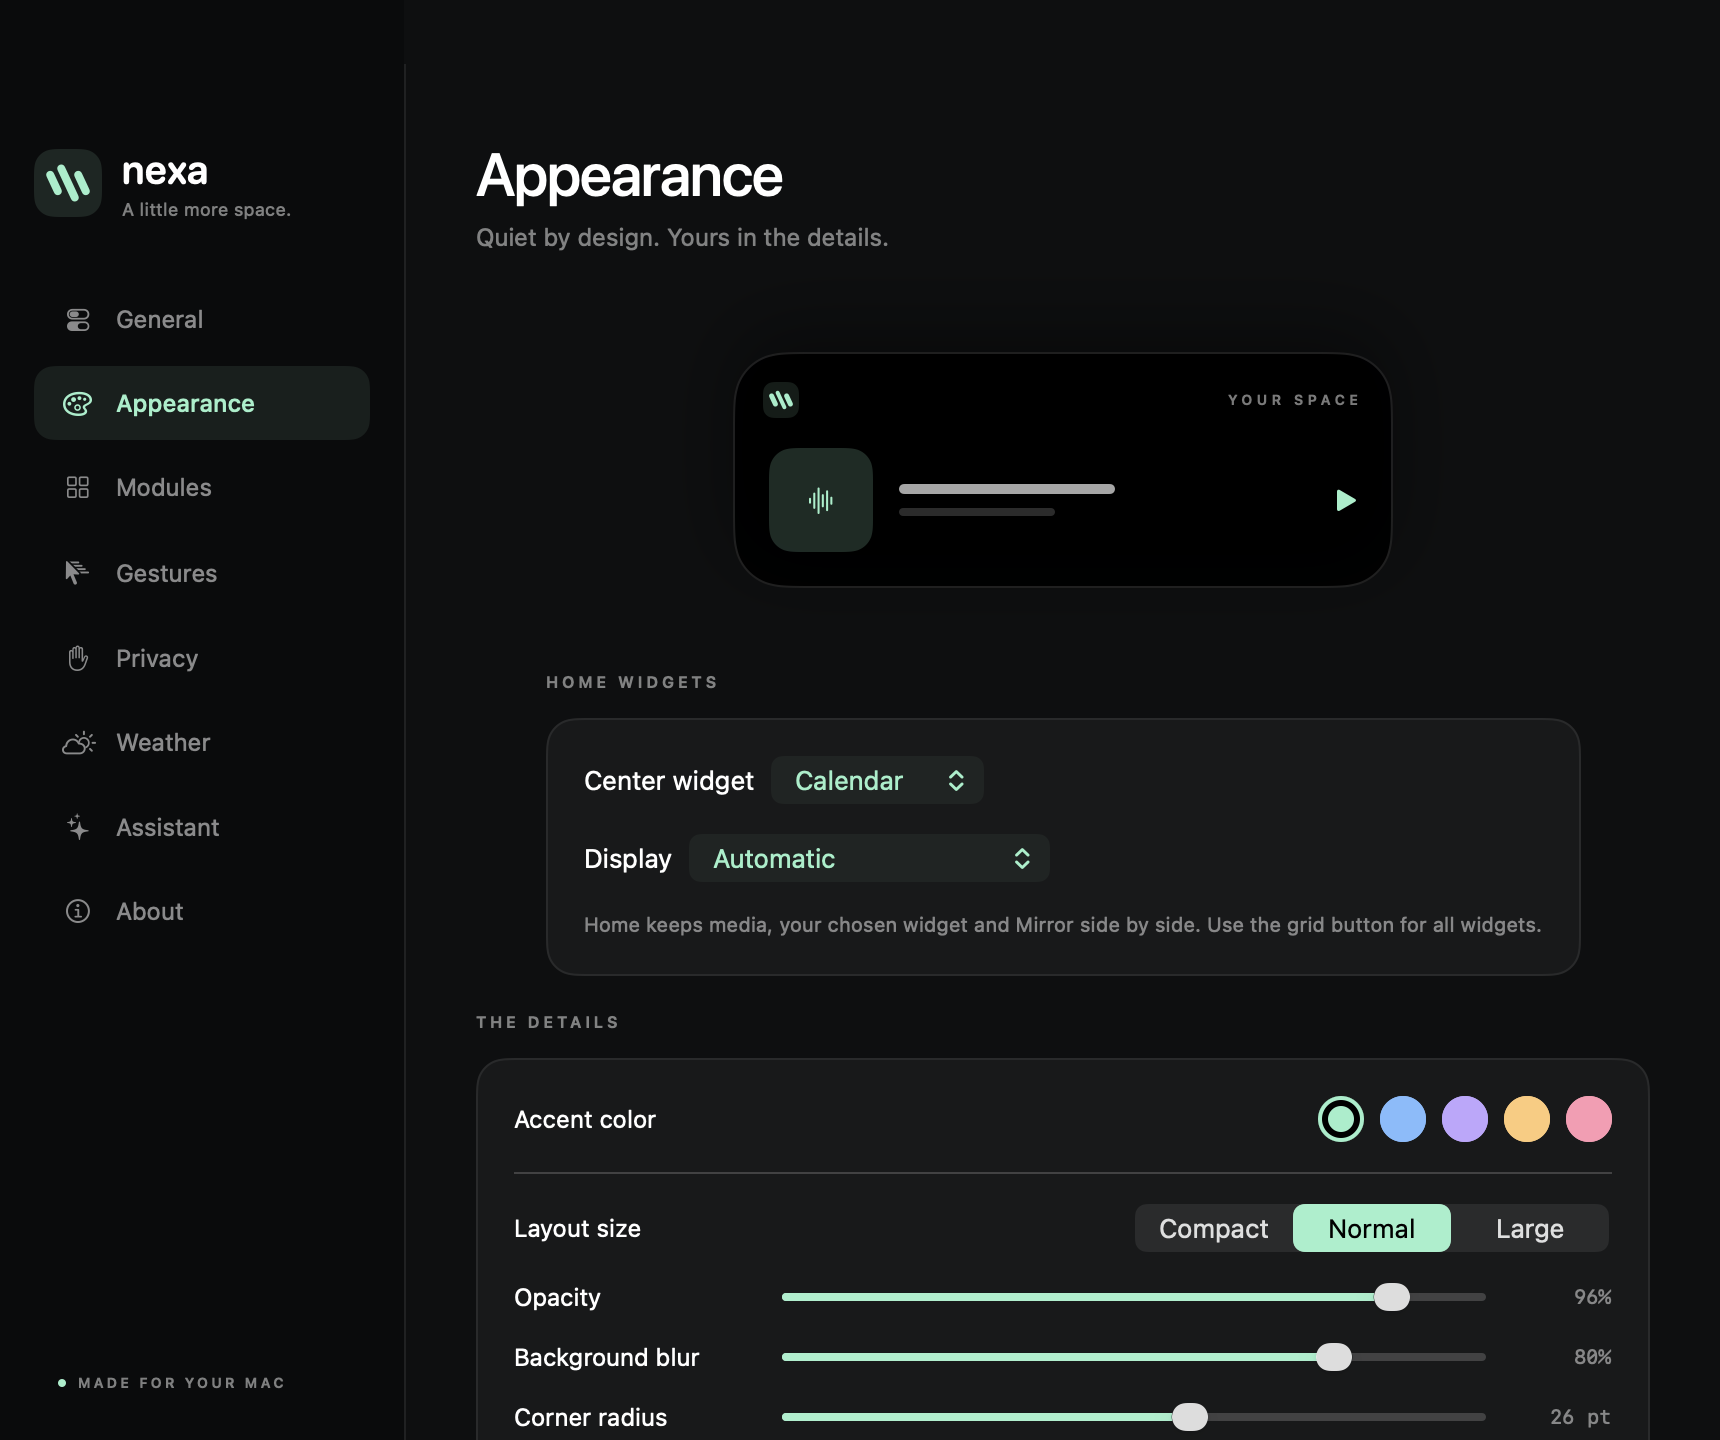 nexa
A little more space.
General
Appearance
Modules
Gestures
Privacy
Weather
Assistant
About
MADE FOR YOUR MAC
Appearance
Quiet by design. Yours in the details.
YOUR SPACE
HOME WIDGETS
Center widget Calendar
Display Automatic
Home keeps media, your chosen widget and Mirror side by side. Use the grid button for all widgets.
THE DETAILS
Accent color
Layout size Compact Normal Large
Opacity 96%
Background blur 80%
Corner radius 26 pt